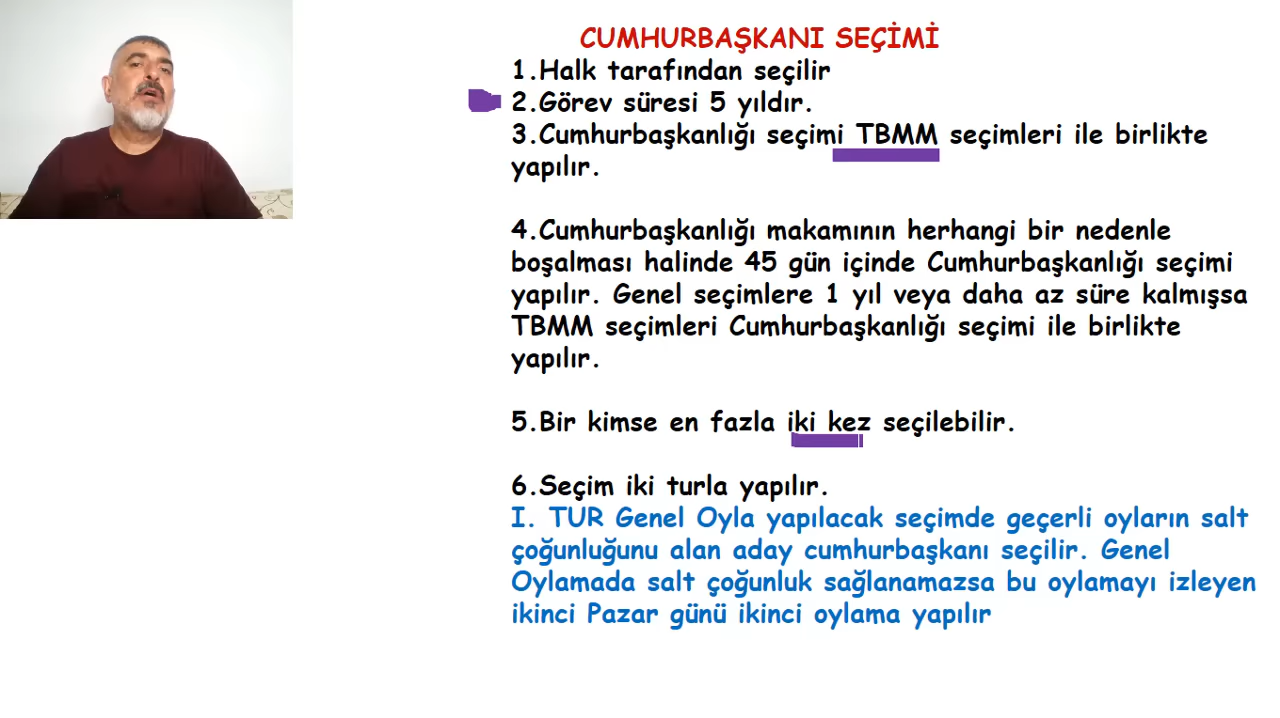 CUMHURBAŞKANI SEÇİMİ
1.Halk tarafından seçilir
2.Görev süresi 5 yıldır.
3.Cumhurbaşkanlığı seçimi TBMM seçimleri ile birlikte
yapılır.
4.Cumhurbaşkanlığı makamının herhangi bir nedenle
boşalması halinde 45 gün içinde Cumhurbaşkanlığı seçimi
yapılır. Genel seçimlere 1 yıl veya daha az süre kalmışsa
TBMM seçimleri Cumhurbaşkanlığı seçimi ile birlikte
yapılır.
5.Bir kimse en fazla iki kez seçilebilir.
6.Seçim iki turla yapılır.
I. TUR Genel Oyla yapılacak seçimde geçerli oyların salt
çoğunluğunu alan aday cumhurbaşkanı seçilir. Genel
Oylamada salt çoğunluk sağlanamazsa bu oylamayı izleyen
ikinci Pazar günü ikinci oylama yapılır